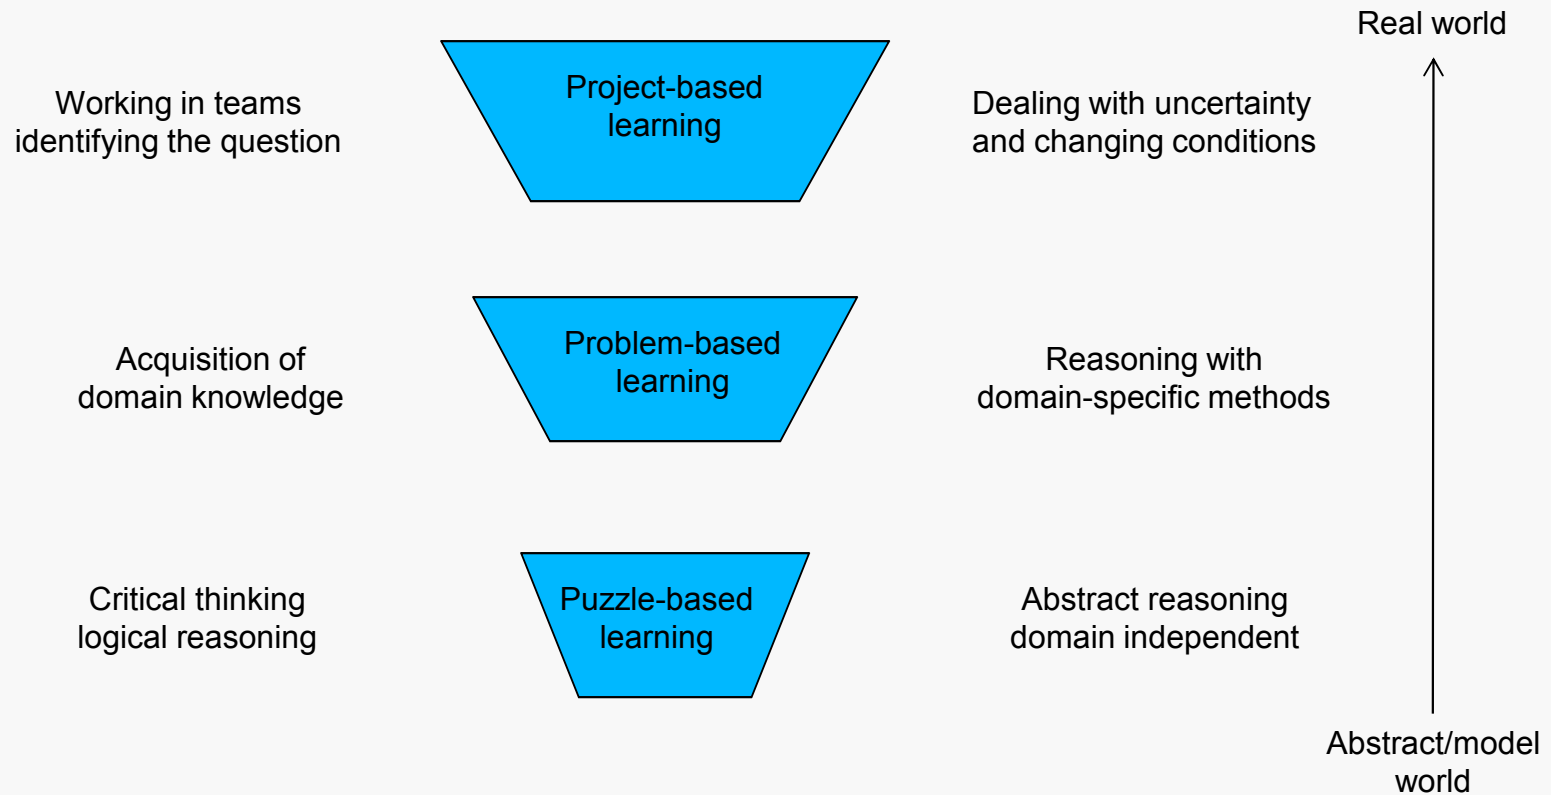 Real world
Working in teams
identifying the question
Project-based
learning
Dealing with uncertainty
and changing conditions
Acquisition of
domain knowledge
Problem-based
learning
Reasoning with
domain-specific methods
Critical thinking
logical reasoning
Puzzle-based
learning
Abstract reasoning
domain independent
Abstract/model
world